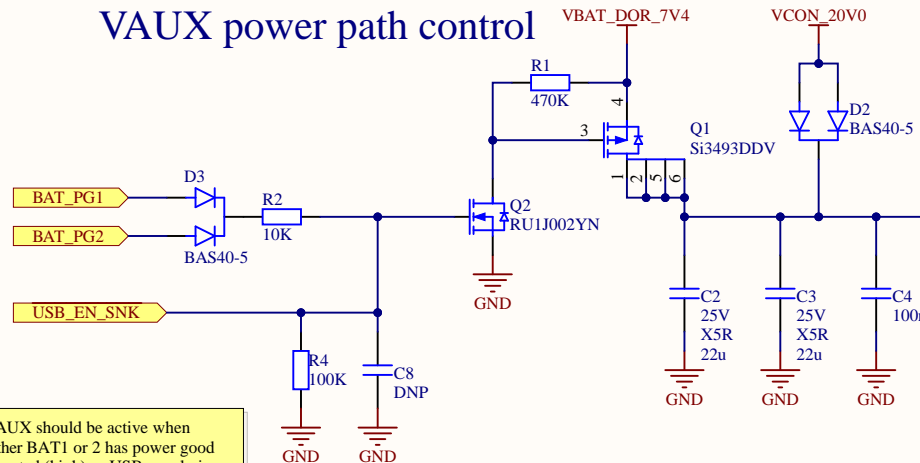 VAUX power path control
VBAT_DOR_7V4
VCON_20V0
R1
470K
4
3
Q1
Si3493DDV
1
2
5
6
D2
BAS40-5
D3
BAT_PG1
BAT_PG2
BAS40-5
R2
10K
Q2
RU1J002YN
GND
USB_EN_SNK
R4
100K
C8
DNP
GND
GND
C2
25V
X5R
22u
GND
C3
25V
X5R
22u
GND
C4
100n
GND
AUX should be active when
ther BAT1 or 2 has power good